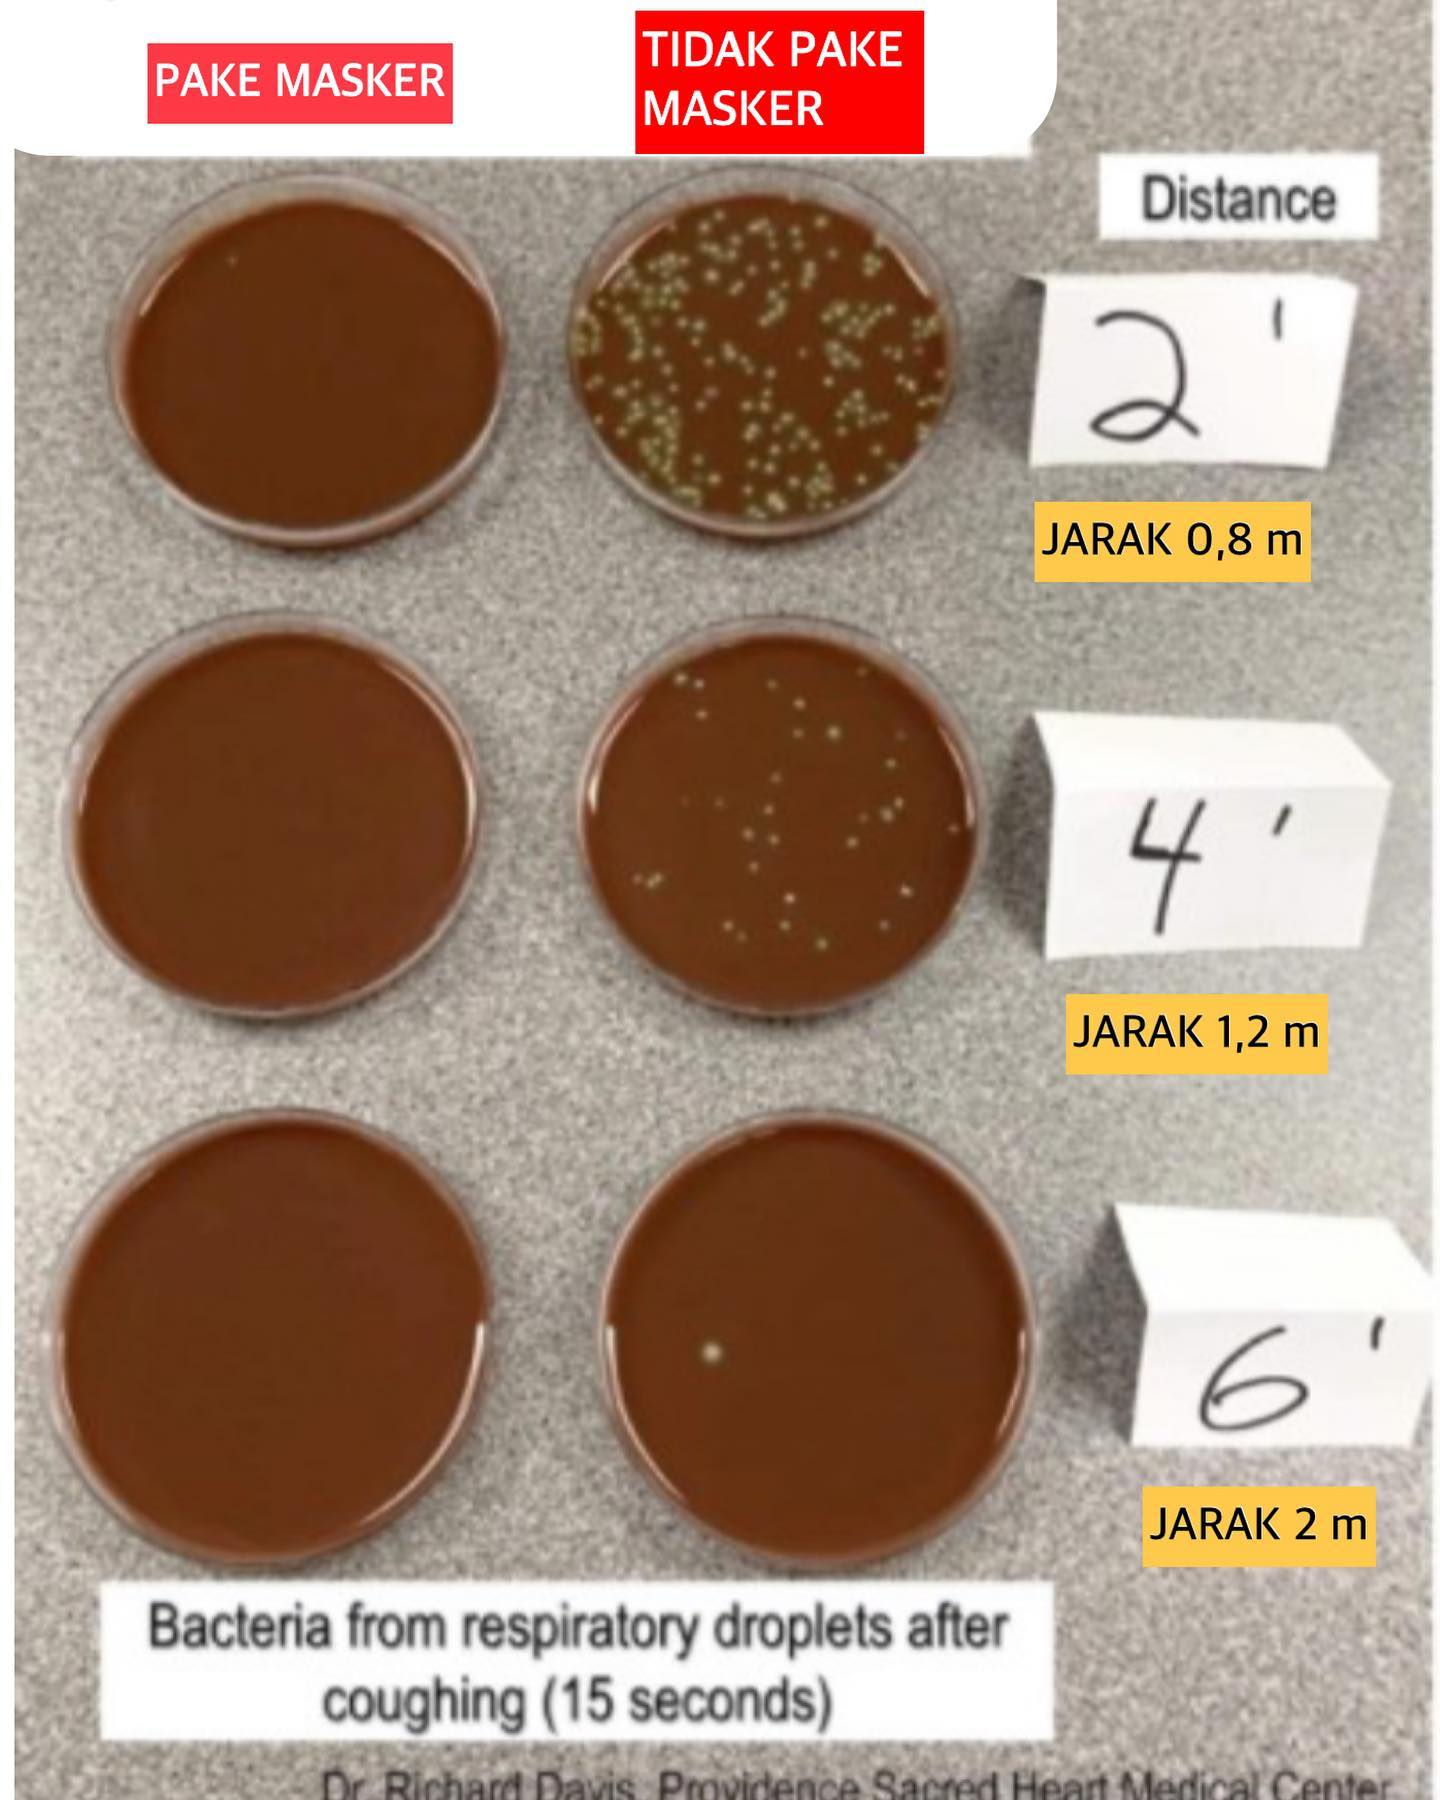 PAKE MASKER
TIDAK PAKE
MASKER
Distance
2'
JARAK 0,8 m
4'
JARAK 1,2 m
6'
JARAK 2 m
Bacteria from respiratory droplets after
coughing (15 seconds)
Dr. Richard Davis, Providence Sacred Heart Medical Center